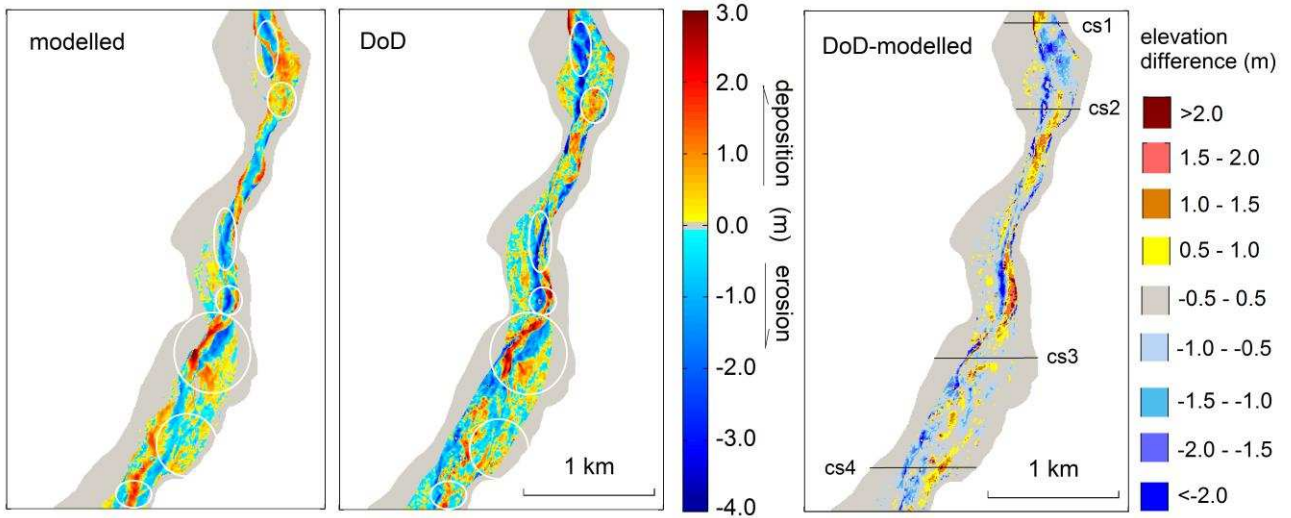 modelled
DoD
3.0
2.0
1.0
0.0
-1.0
-2.0
-3.0
-4.0
deposition
(m)
erosion
1 km
DoD-modelled
cs1
cs2
cs3
cs4
1 km
elevation
difference (m)
>2.0
1.5 - 2.0
1.0 - 1.5
0.5 - 1.0
-0.5 - 0.5
-1.0 - -0.5
-1.5 - -1.0
-2.0 - -1.5
<-2.0